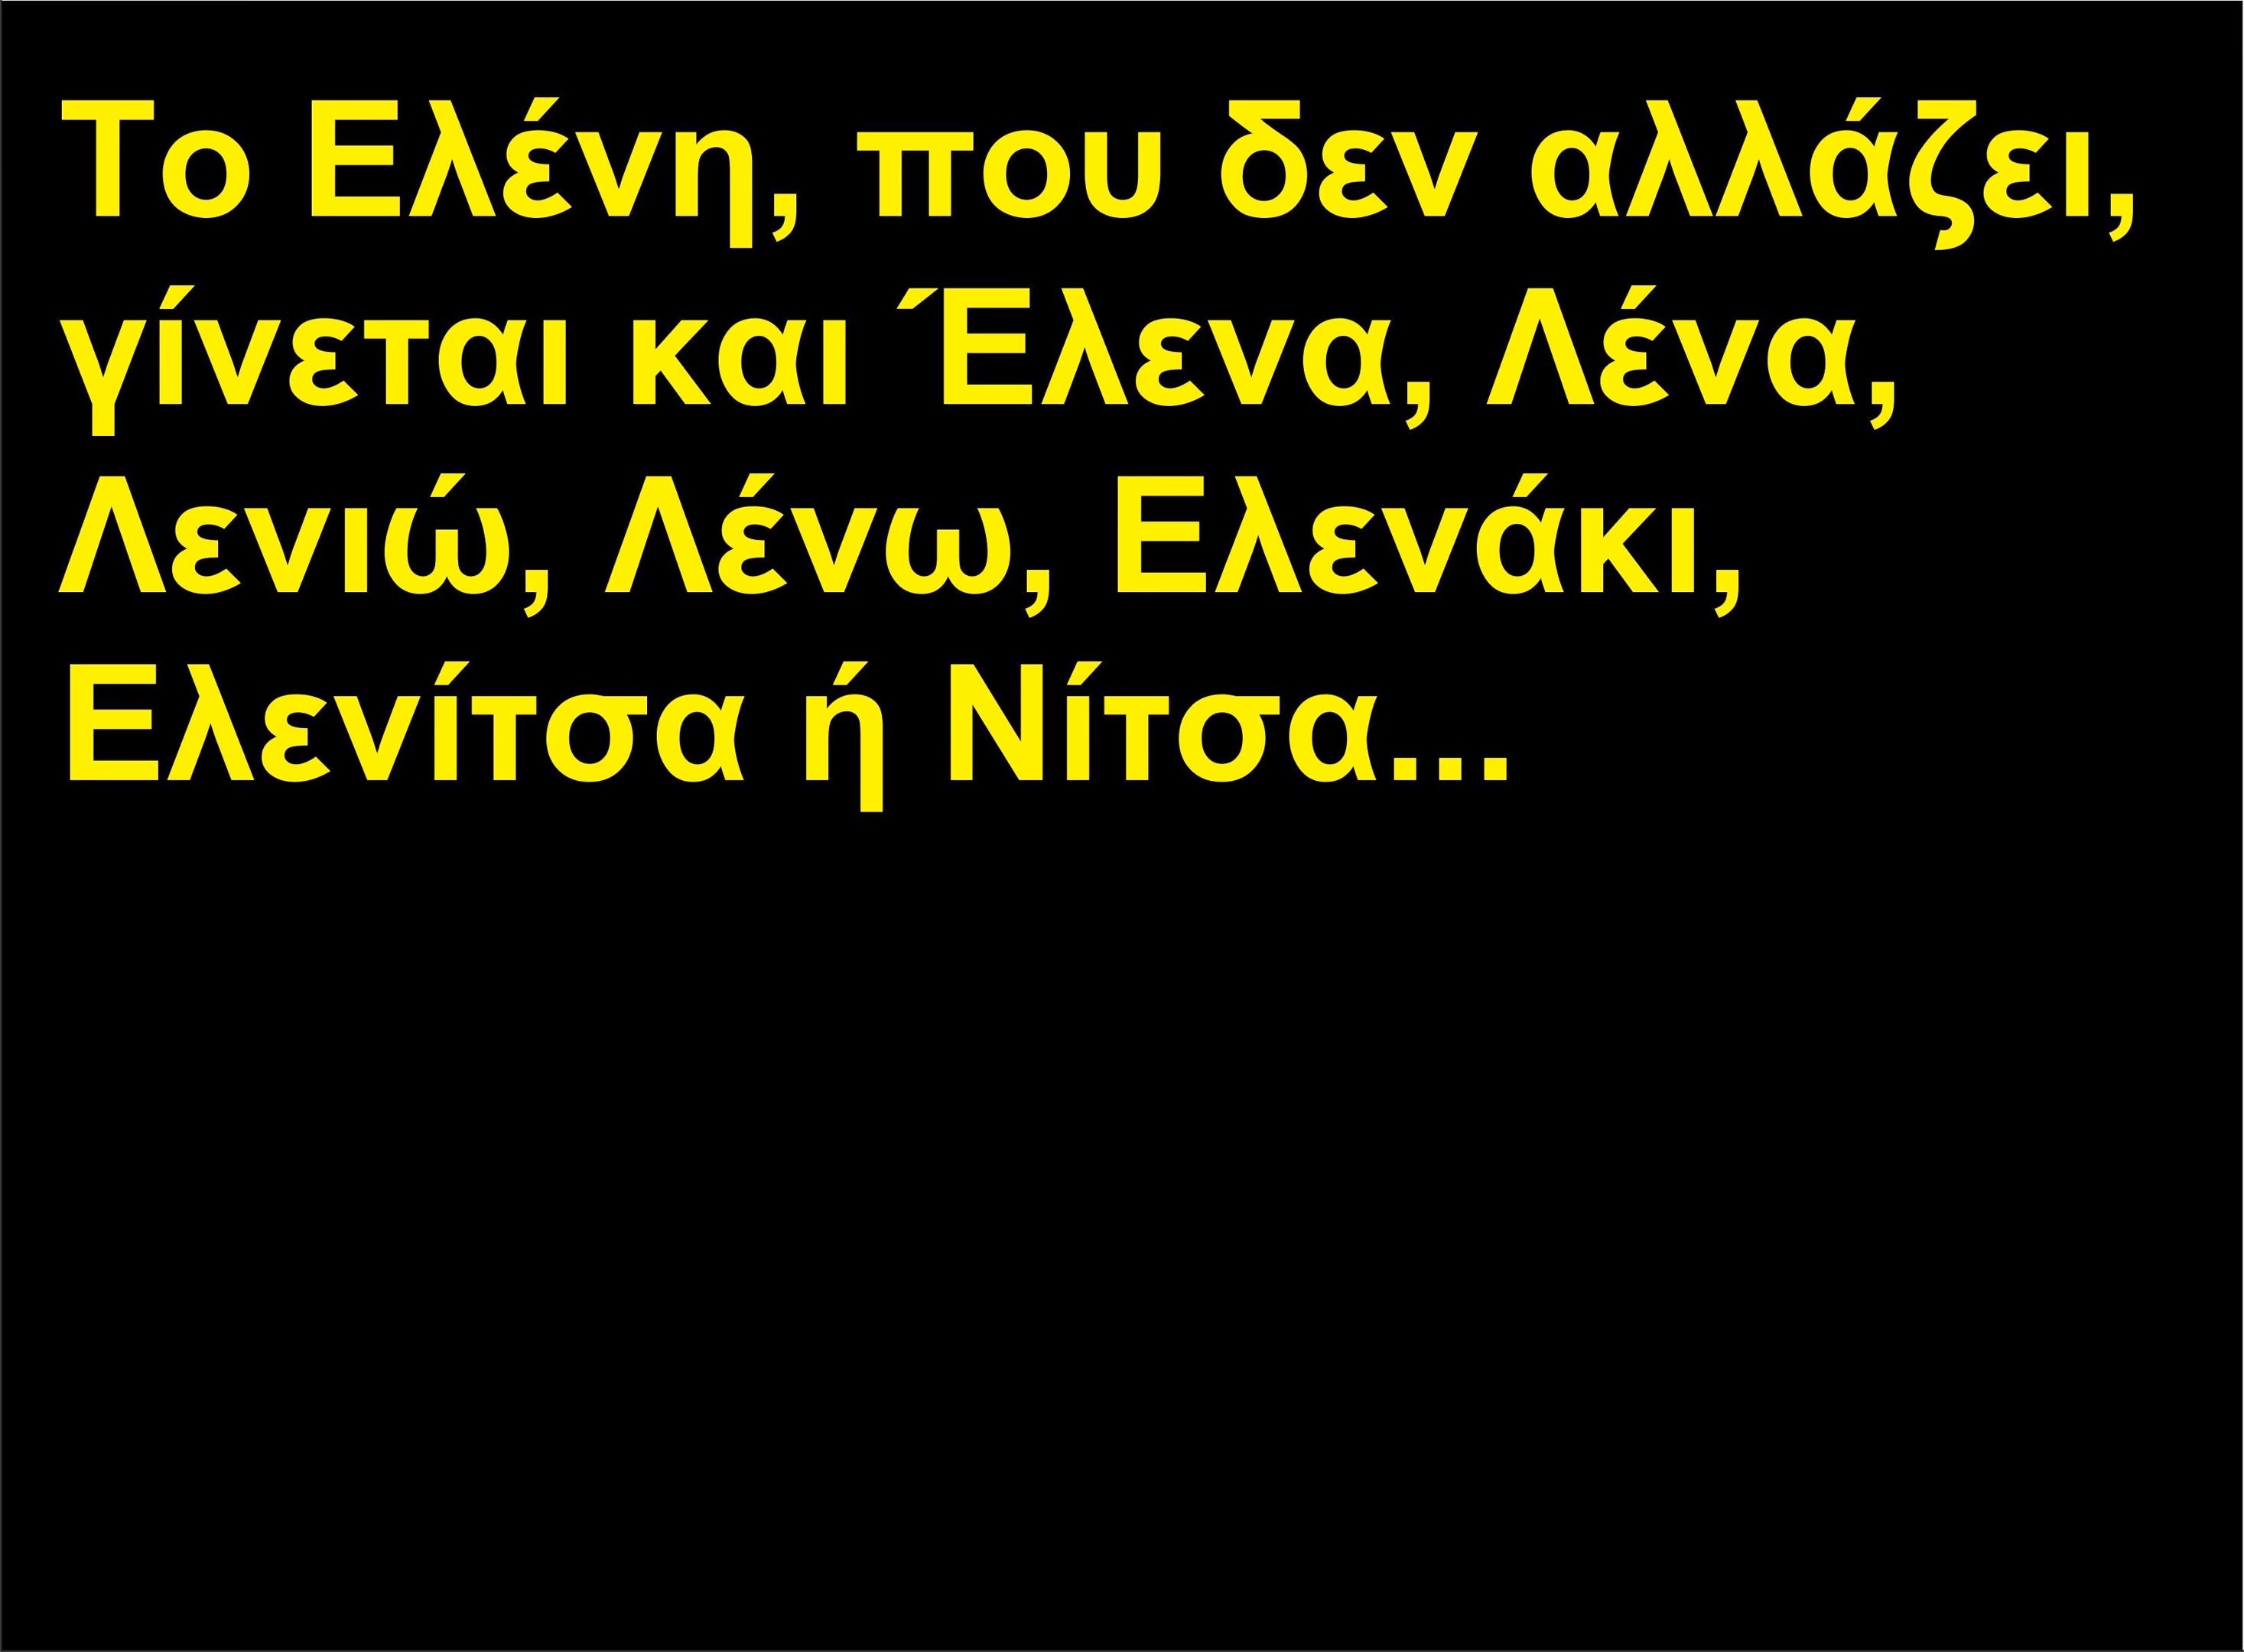 Το Ελένη, που δεν αλλάζει,
γίνεται και Έλενα, Λένα,
Λενιώ, Λένω, Ελενάκι,
Ελενίτσα ή Νίτσα...